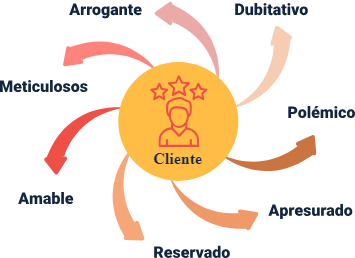 Arrogante
Dubitativo
Meticulosos
Polémico
Cliente
Amable
Apresurado
Reservado